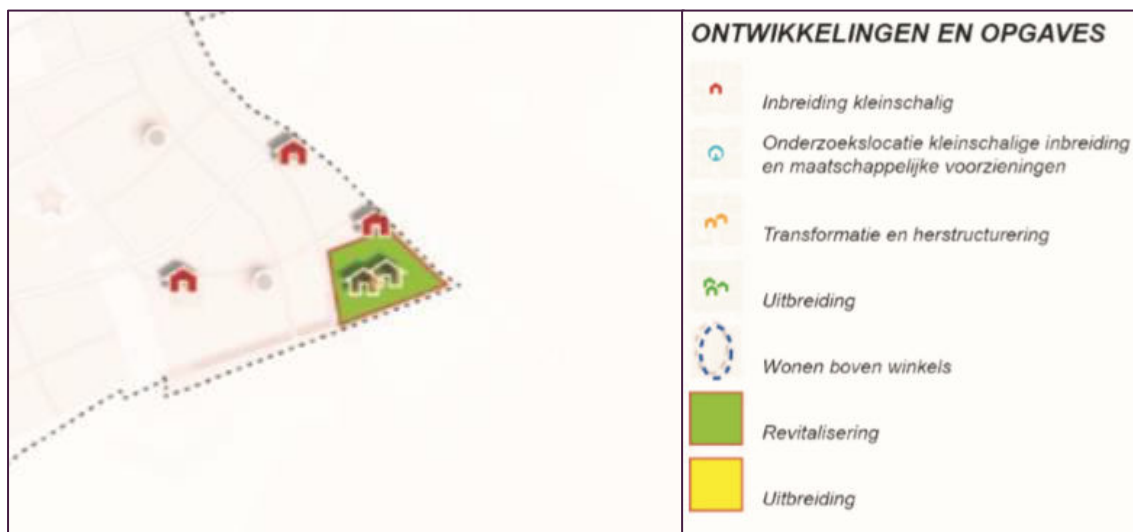 ONTWIKKELINGEN EN OPGAVES
Inbreiding kleinschalig
Onderzoekslocatie kleinschalige inbreiding
en maatschappelijke voorzieningen
Transformatie en herstructurering
Uitbreiding
Wonen boven winkels
Revitalisering
Uitbreiding